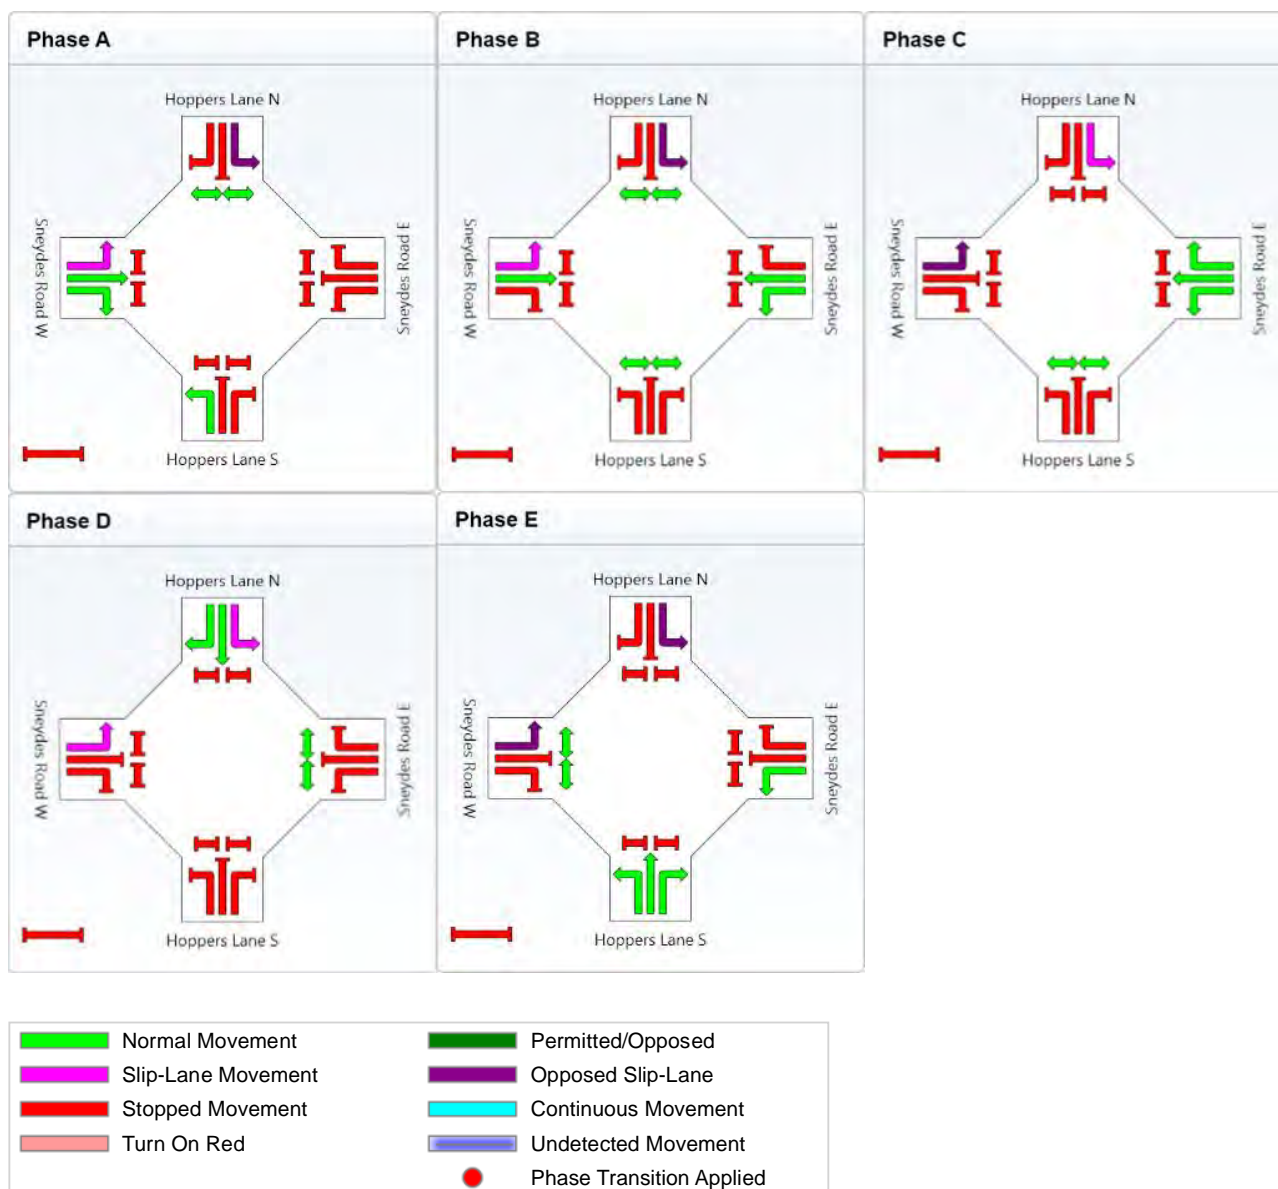 Phase A
Phase B
Phase C
Hoppers Lane N
Hoppers Lane N
Hoppers Lane N
Sneydes Road W
Sneydes Road E
Sneydes Road W
Sneydes Road E
Sneydes Road W
Sneydes Road E
Hoppers Lane S
Hoppers Lane S
Hoppers Lane S
Phase D
Phase E
Hoppers Lane N
Hoppers Lane N
Sneydes Road W
Sneydes Road E
Sneydes Road W
Sneydes Road E
Hoppers Lane S
Hoppers Lane S
Normal Movement
Permitted/Opposed
Slip-Lane Movement
Opposed Slip-Lane
Stopped Movement
Continuous Movement
Turn On Red
Undetected Movement
Phase Transition Applied